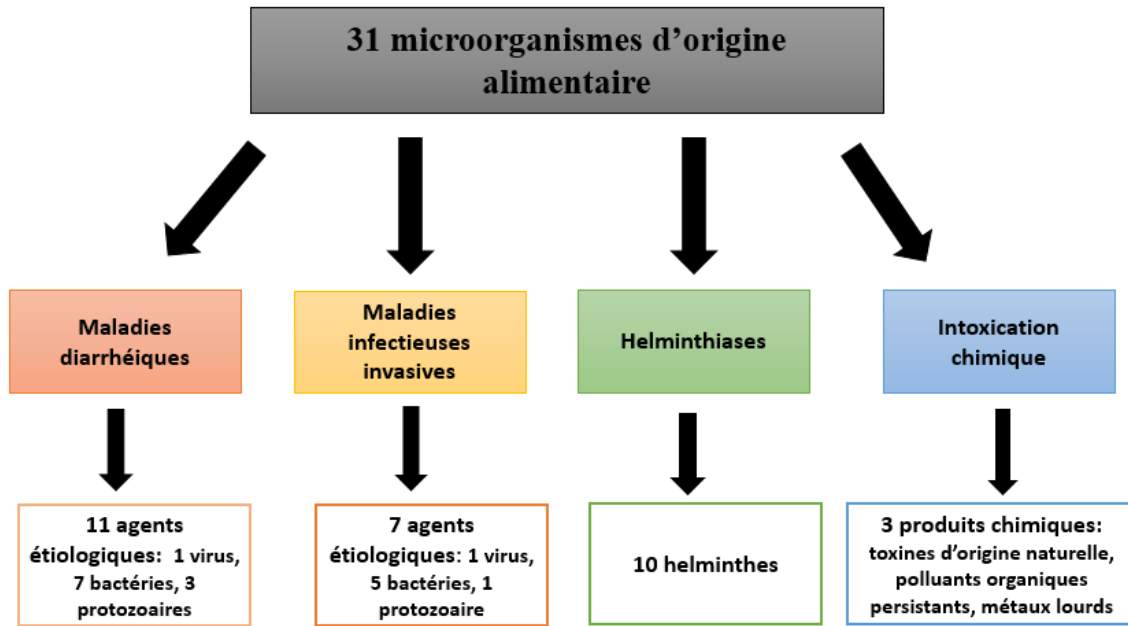 31 microorganismes d’origine
alimentaire
Maladies
diarrhéiques
Maladies
infectieuses
invasives
Helminthiases
Intoxication
chimique
11 agents
étiologiques: 1 virus,
7 bactéries, 3
protozoaires
7 agents
étiologiques: 1 virus,
5 bactéries, 1
protozoaire
10 helminthes
3 produits chimiques:
toxines d’origine naturelle,
polluants organiques
persistants, métaux lourds